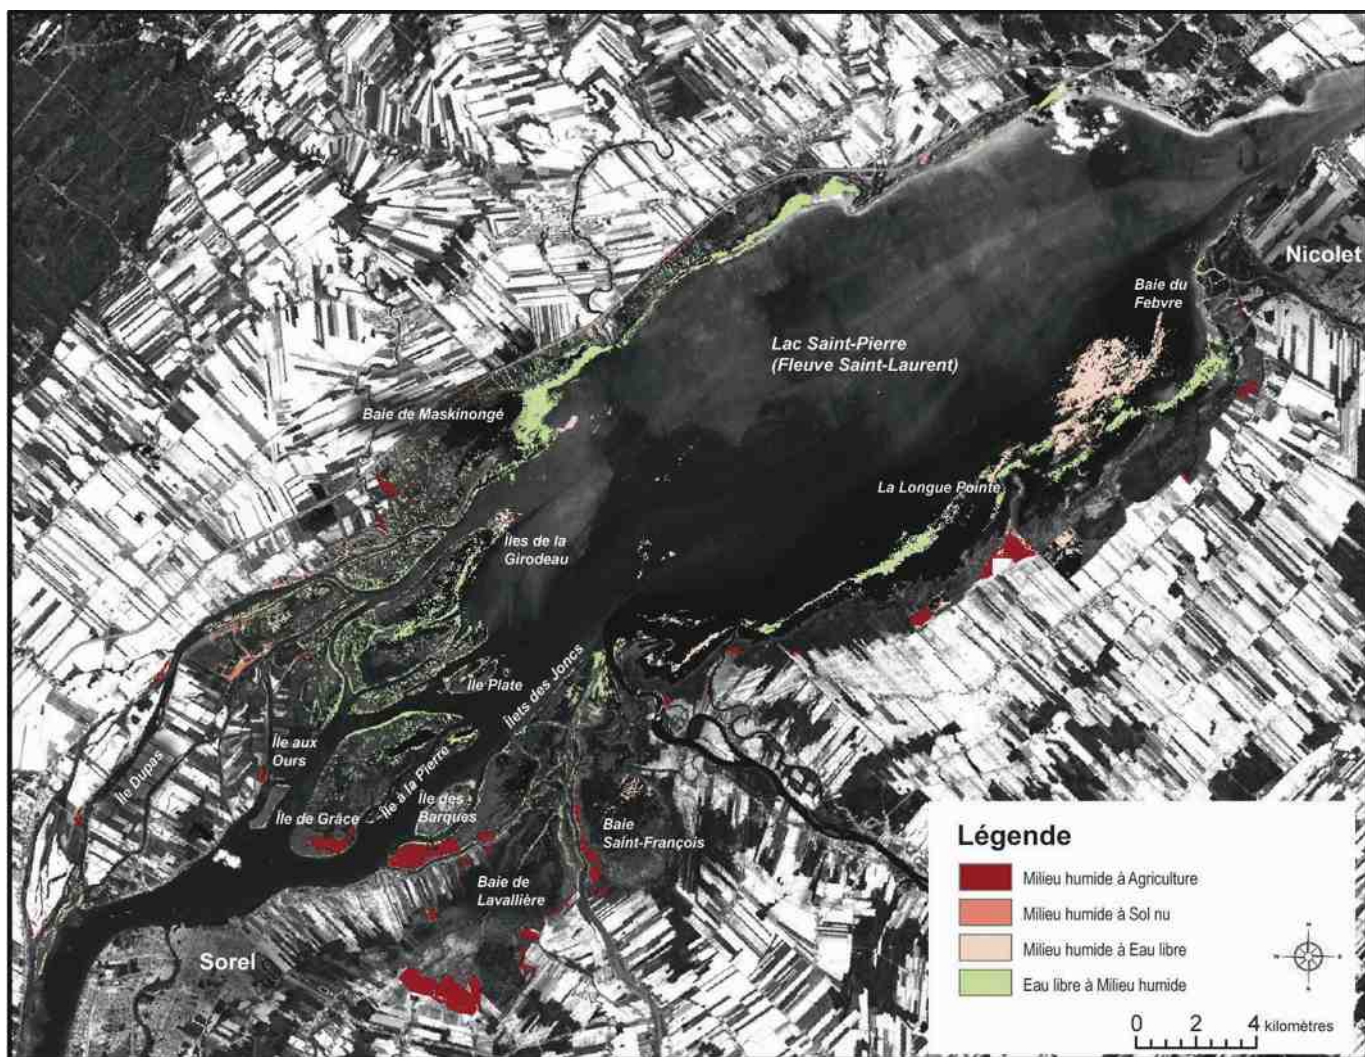 Nicolet
Baie du
Febvre
Lac Saint-Pierre
(Fleuve Saint-Laurent)
Baie de Maskinongé
La Longue Pointe
Îles de la
Girodeau
Île Plate
Îlets des Joncs
Île aux
Ours
Île Dupas
Île à la Pierre
Île de Grâce
Île des
Barques
Baie
Saint-François
Baie de
Lavallière
Sorel
Légende
Milieu humide à Agriculture
Milieu humide à Sol nu
Milieu humide à Eau libre
Eau libre à Milieu humide
0 2 4 kilomètres